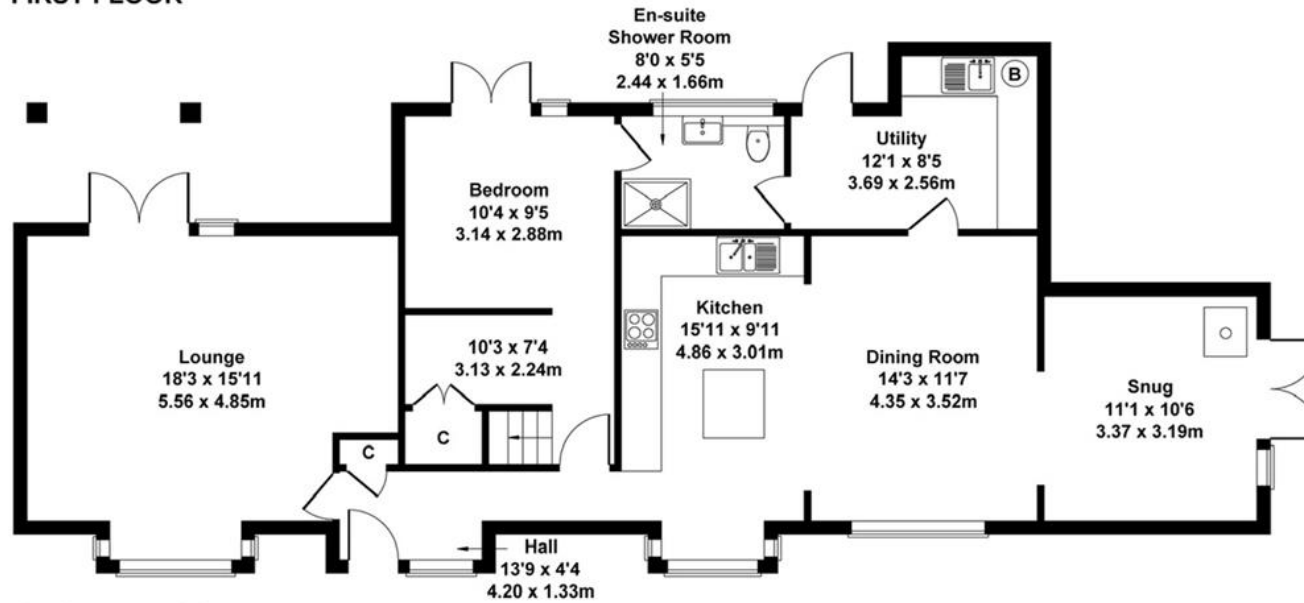 FIRST FLOOR
En-suite
Shower Room
8'0 x 5'5
2.44 x 1.66m
B
Utility
12'1 x 8'5
3.69 x 2.56m
Bedroom
10'4 x 9'5
3.14 x 2.88m
Kitchen
15'11 x 9'11
4.86 x 3.01m
10'3 x 7'4
3.13 x 2.24m
Lounge
18'3 x 15'11
5.56 x 4.85m
Dining Room
14'3 x 11'7
4.35 x 3.52m
Snug
11'1 x 10'6
3.37 x 3.19m
C
C
Hall
13'9 x 4'4
4.20 x 1.33m